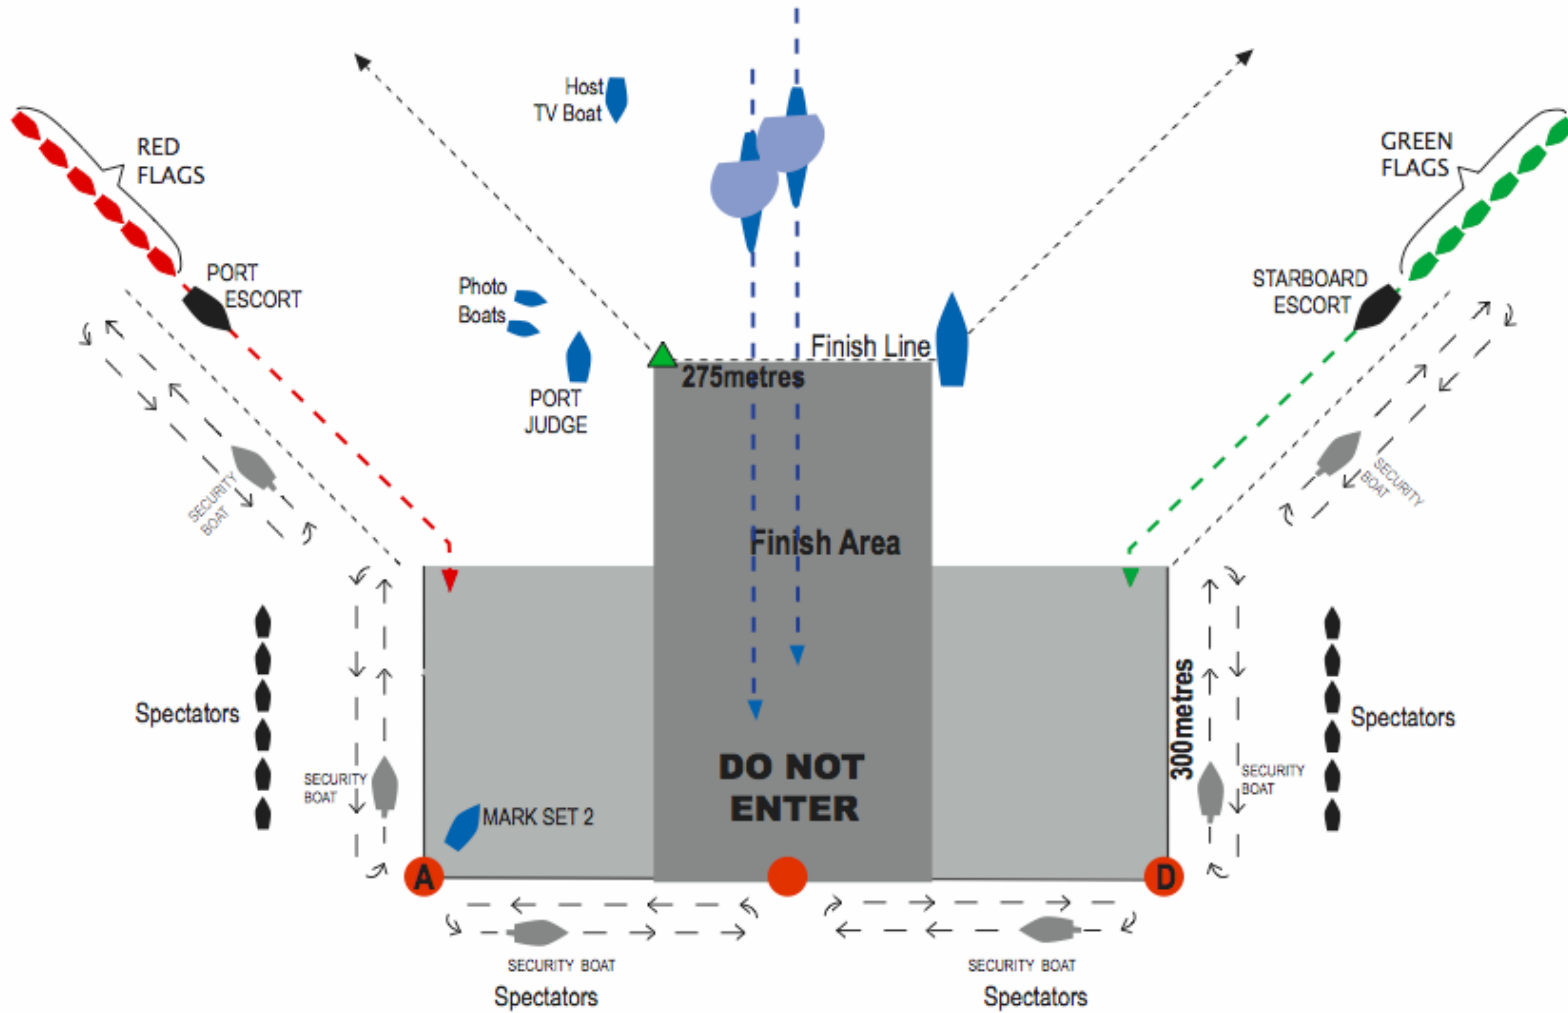 Host
TV Boat
RED
FLAGS
GREEN
FLAGS
PORT
ESCORT
STARBOARD
ESCORT
Photo
Boats
Finish Line
275metres
PORT
JUDGE
SECURITY
BOAT
SECURITY
BOAT
Finish Area
Spectators
300metres
Spectators
SECURITY
BOAT
DO NOT
ENTER
SECURITY
BOAT
MARK SET 2
A
D
SECURITY BOAT
SECURITY BOAT
Spectators
Spectators